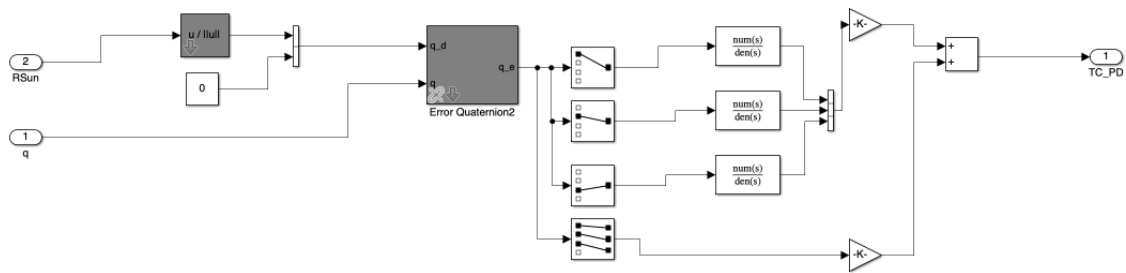 2
RSun
u / ||u||
0
1
q
q_d
q
q_e
Error Quaternion2
num(s)
den(s)
num(s)
den(s)
num(s)
den(s)
-K-
-K-
+
+
1
TC_PD